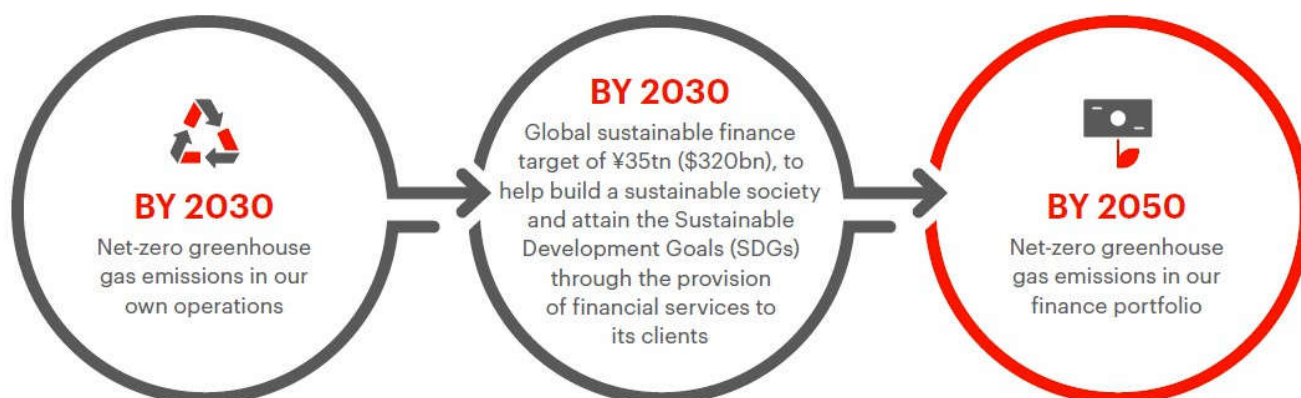 BY 2030
Net-zero greenhouse
gas emissions in our
own operations
BY 2030
Global sustainable finance
target of ¥35tn ($320bn), to
help build a sustainable society
and attain the Sustainable
Development Goals (SDGs)
through the provision
of financial services to
its clients
BY 2050
Net-zero greenhouse
gas emissions in our
finance portfolio